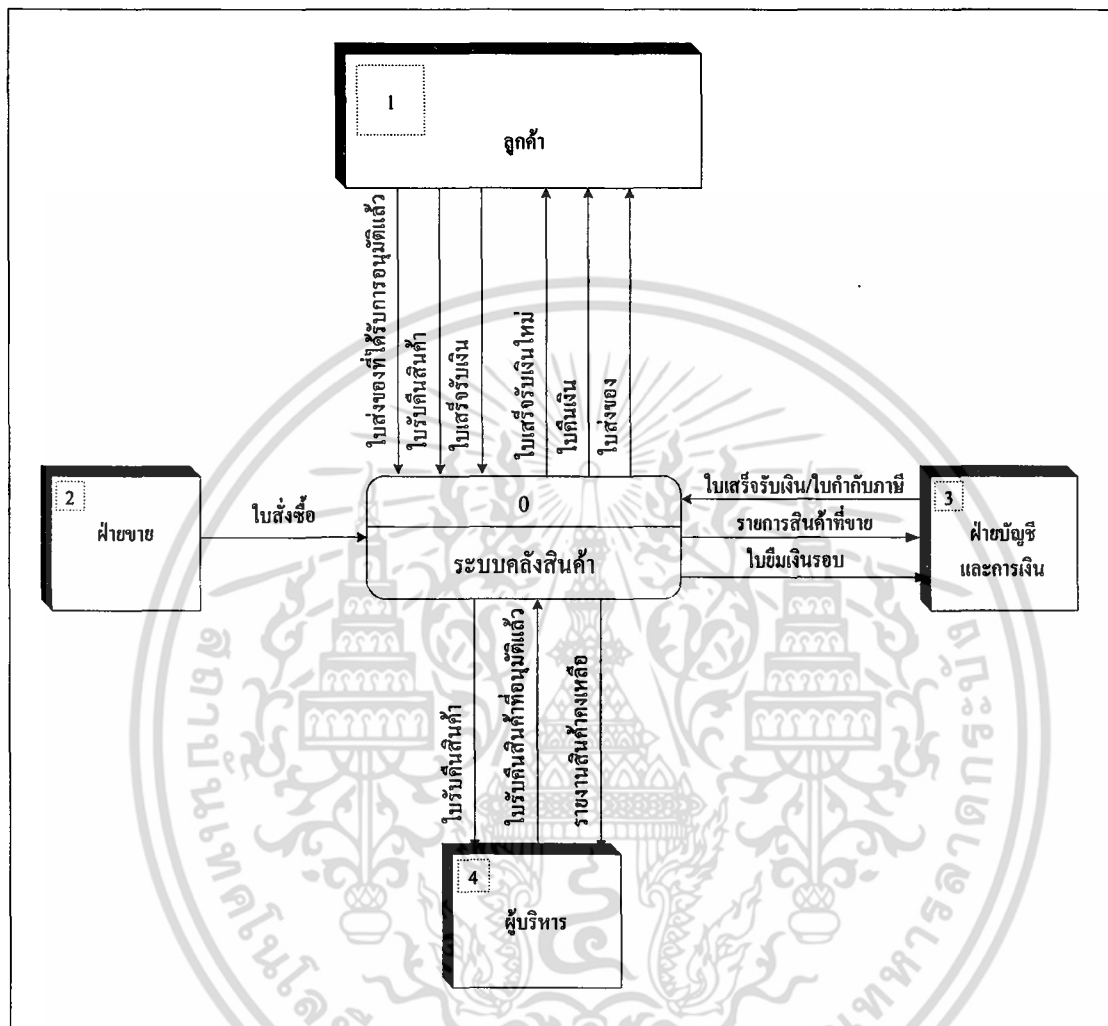 1
ลูกค้า
ใบส่งของที่ได้รับการอนุมัติแล้ว
ใบรับคืนสินค้า
ใบเสร็จรับเงิน
ใบเสร็จรับเงินใหม่
ใบคืนเงิน
ใบส่งของ
2
ฝ่ายขาย
ใบสั่งซื้อ
0
ระบบคลังสินค้า
ใบเสร็จรับเงิน/ใบกำกับภาษี
รายการสินค้าที่ขาย
ใบยืมเงินรอบ
3
ฝ่ายบัญชี
และการเงิน
ใบรับคืนสินค้า
ใบรับคืนสินค้าที่อนุมัติแล้ว
รายงานสินค้าคงเหลือ
4
ผู้บริหาร